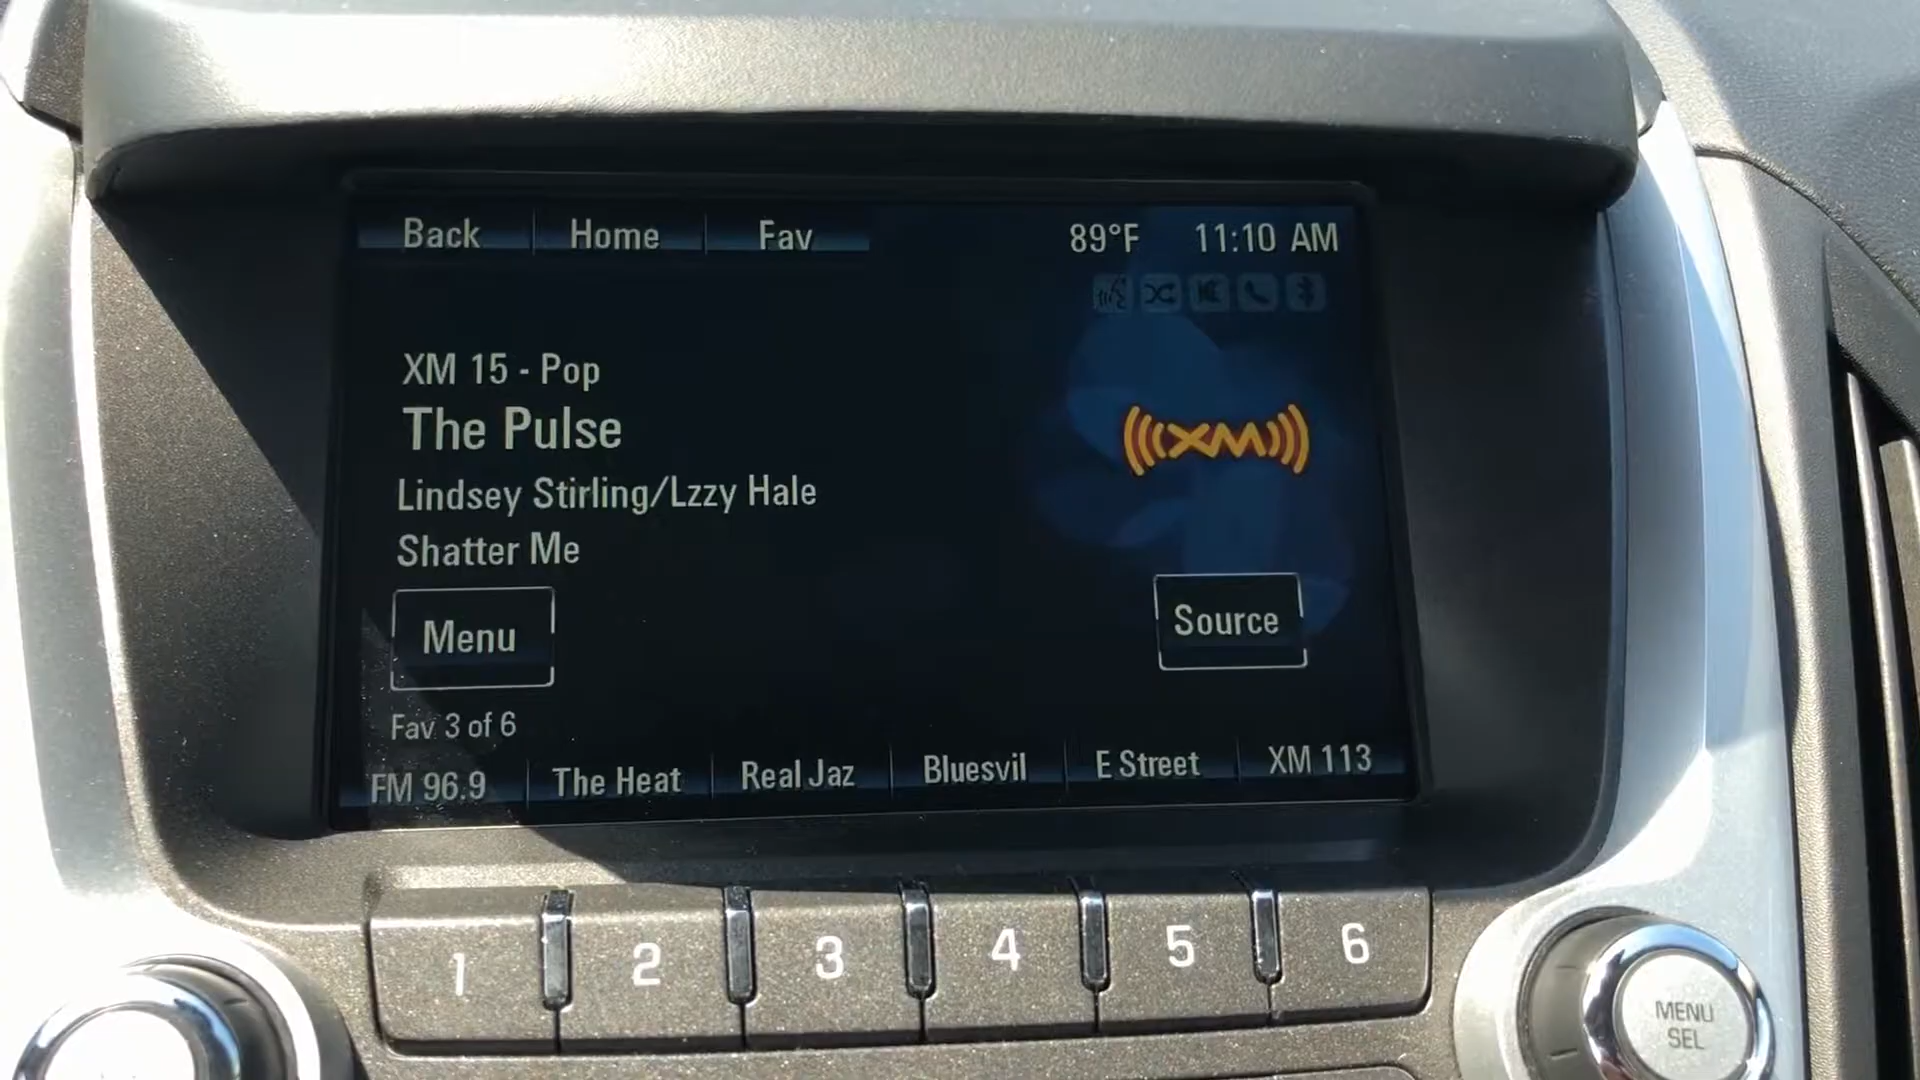 Back Home Fav 89°F 11:10 AM
XM 15 - Pop
The Pulse
XM
Lindsey Stirling/Lzzy Hale
Shatter Me
Menu Source
Fav 3 of 6
FM 96.9 The Heat Real Jaz Bluesvil E Street XM 113
1 2 3 4 5 6
MENU
SEL